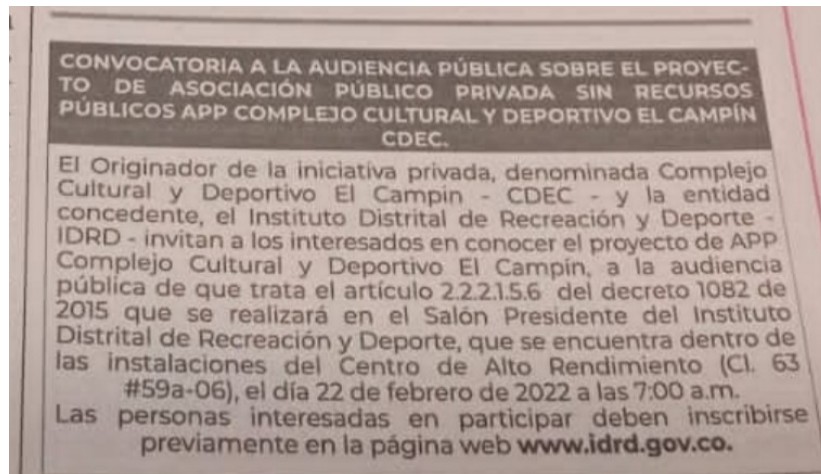 CONVOCATORIA A LA AUDIENCIA PÚBLICA SOBRE EL PROYEC-
TO DE ASOCIACIÓN PÚBLICO PRIVADA SIN RECURSOS
PÚBLICOS APP COMPLEJO CULTURAL Y DEPORTIVO EL CAMPÍN
CDEC.
El Originador de la iniciativa privada, denominada Complejo
Cultural y Deportivo El Campin - CDEC - y la entidad
concedente, el Instituto Distrital de Recreación y Deporte -
IDRD - invitan a los interesados en conocer el proyecto de APP
Complejo Cultural y Deportivo El Campín, a la audiencia
pública de que trata el artículo 2.2.2.1.5.6 del decreto 1082 de
2015 que se realizará en el Salón Presidente del Instituto
Distrital de Recreación y Deporte, que se encuentra dentro de
las instalaciones del Centro de Alto Rendimiento (Cl. 63
#59a-06), el día 22 de febrero de 2022 a las 7:00 a.m.
Las personas interesadas en participar deben inscribirse
previamente en la página web www.idrd.gov.co.